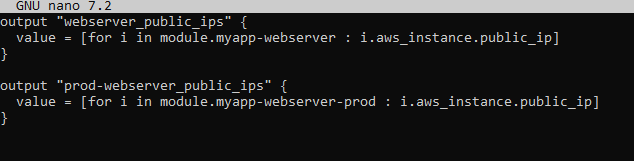 GNU nano 7.2
output "webserver_public_ips" {
  value = [for i in module.myapp-webserver : i.aws_instance.public_ip]
}
output "prod-webserver_public_ips" {
  value = [for i in module.myapp-webserver-prod : i.aws_instance.public_ip]
}